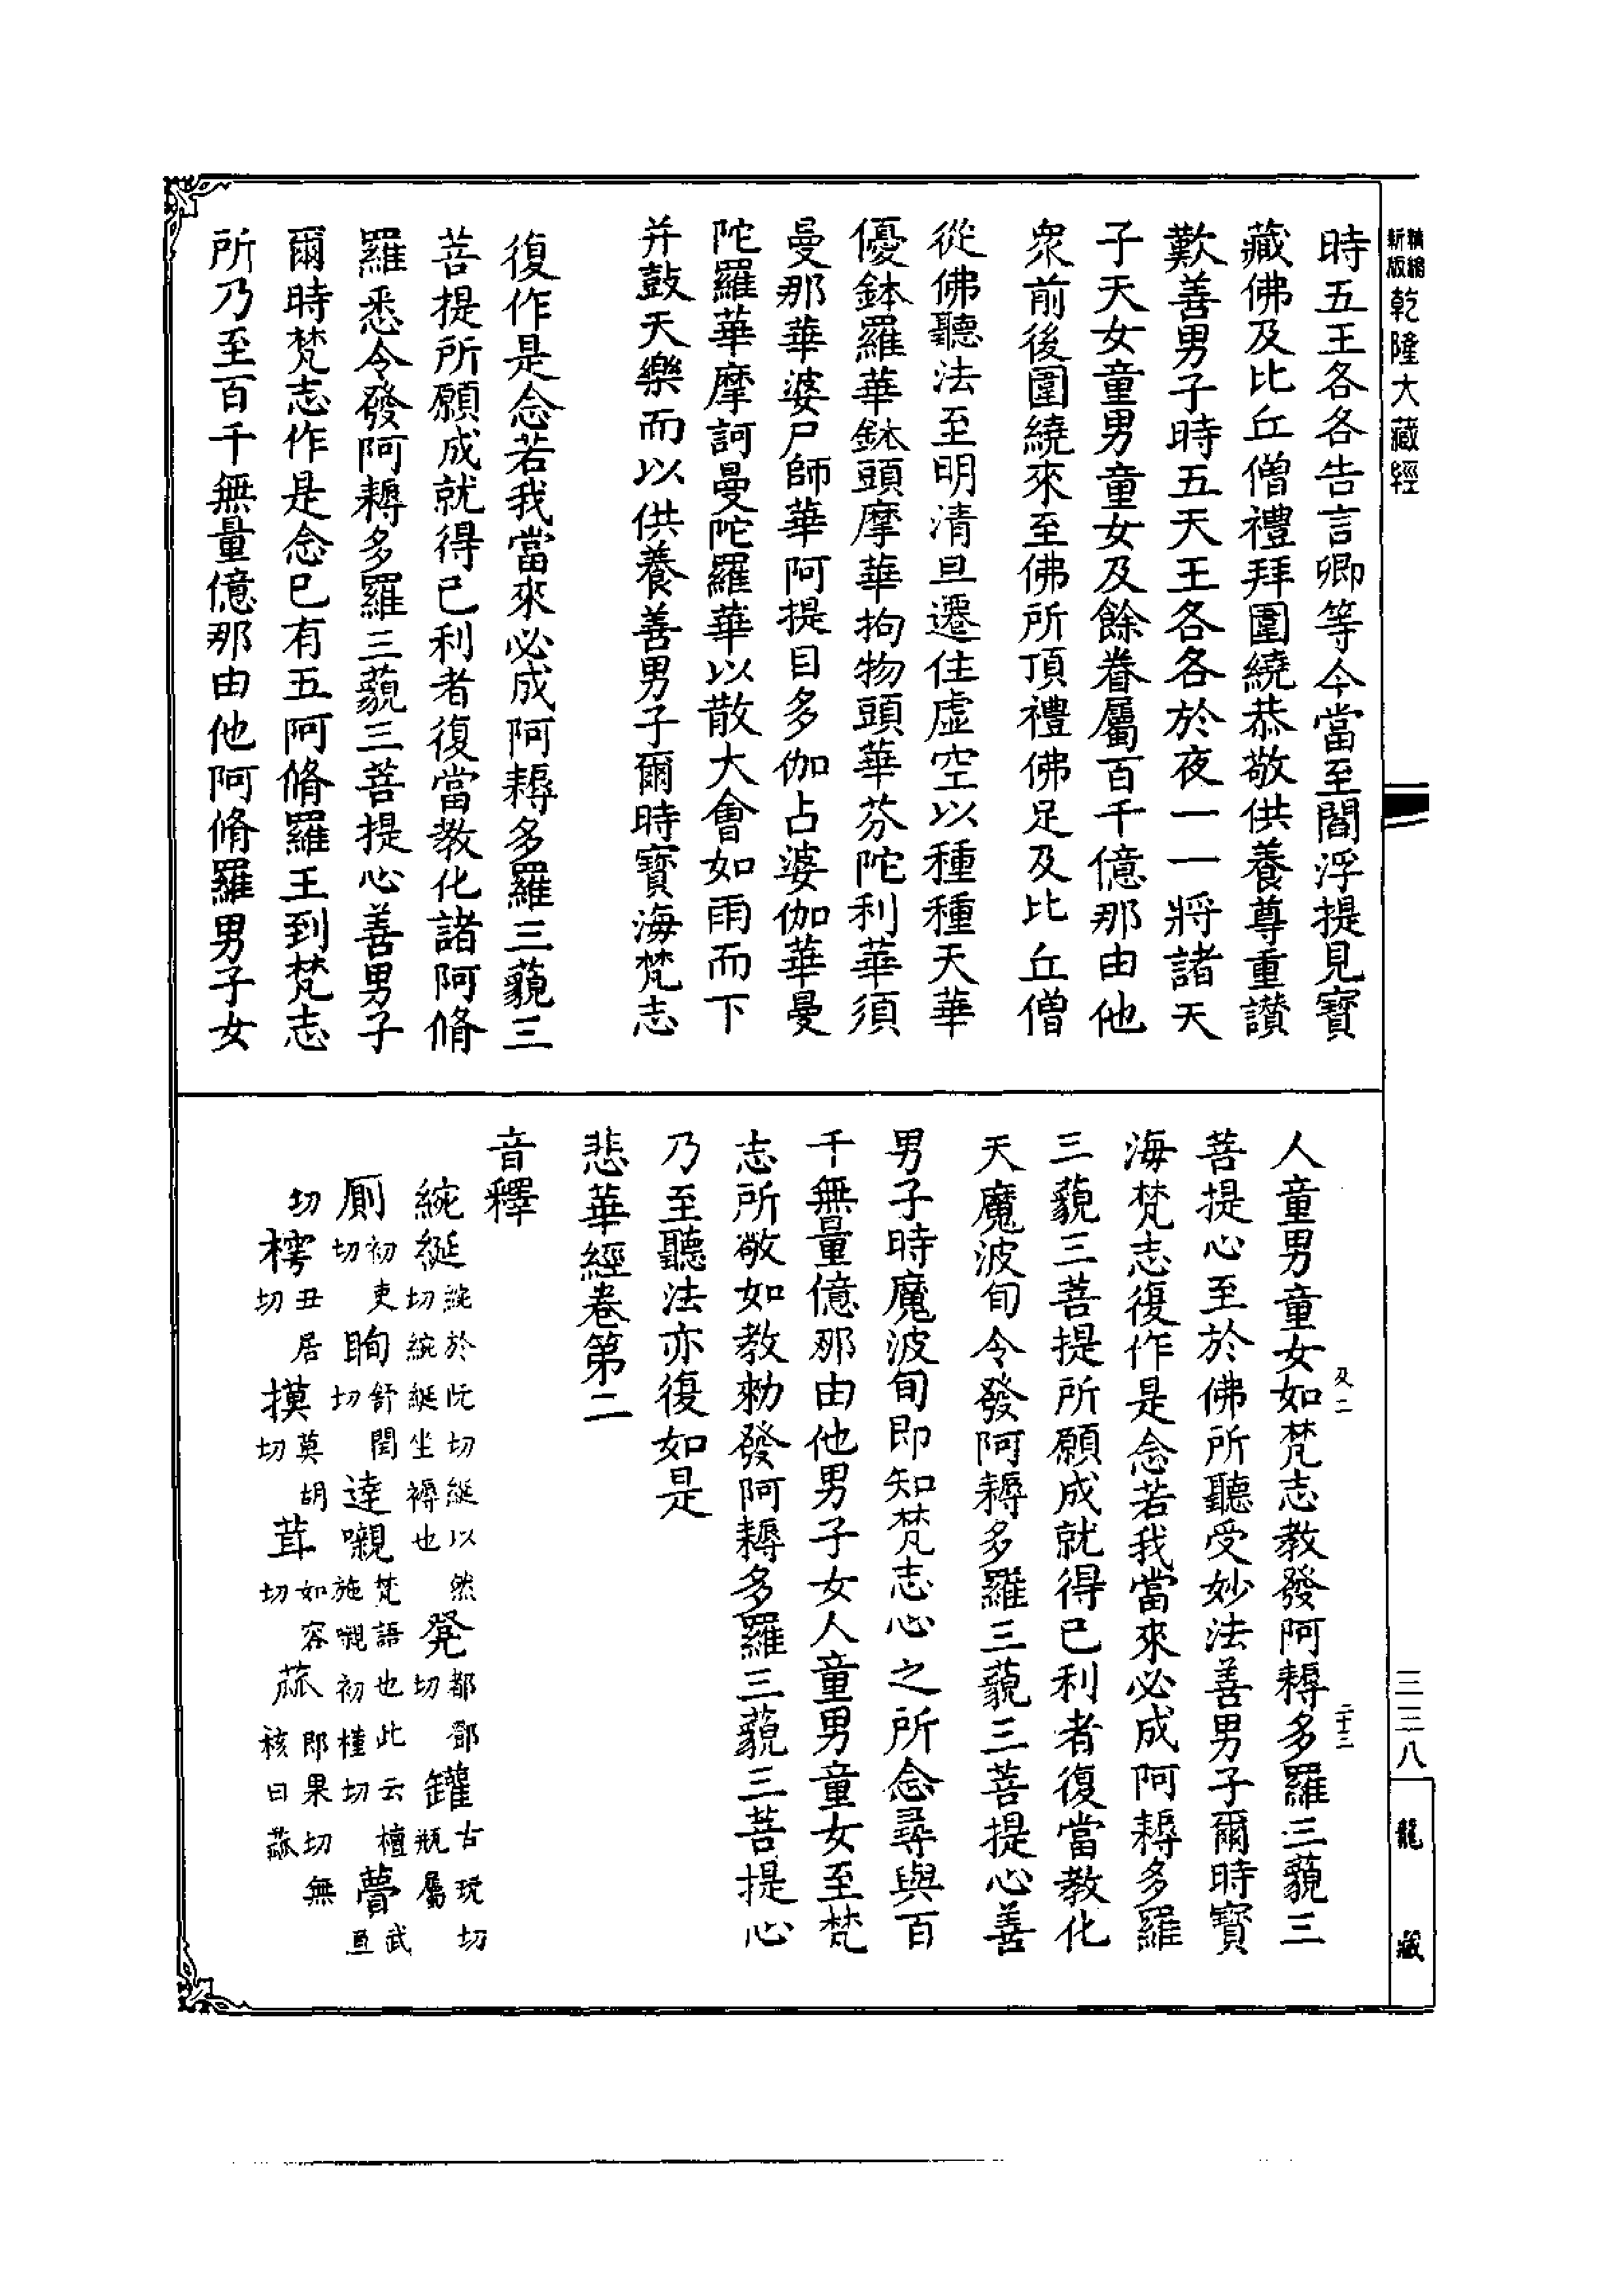 精縮新版乾隆大藏經
時五王各各告言卿等今當至閻浮提見寶
藏佛及比丘僧禮拜圍繞恭敬供養尊重讚
歎善男子時五天王各各於夜一一將諸天
子天女童男童女及餘眷屬百千億那由他
衆前後圍繞來至佛所頂禮佛足及比丘僧
從佛聽法至明清旦遷住虛空以種種天華
優鉢羅華鉢頭摩華拘物頭華芬陀利華須
曼那華婆尸師華阿提目多伽占婆伽華曼
陀羅華摩訶曼陀羅華以散大會如雨而下
并鼓天樂而以供養善男子爾時寶海梵志
復作是念若我當來必成阿耨多羅三藐三
菩提所願成就得己利者復當教化諸阿脩
羅悉令發阿耨多羅三藐三菩提心善男子
爾時梵志作是念已有五阿脩羅王到梵志
所乃至百千無量億那由他阿脩羅男子女
人童男童女如梵志教發阿耨多羅三藐三
菩提心至於佛所聽受妙法善男子爾時寶
海梵志復作是念若我當來必成阿耨多羅
三藐三菩提所願成就得己利者復當教化
天魔波旬令發阿耨多羅三藐三菩提心善
男子時魔波旬即知梵志心之所念尋與百
千無量億那由他男子女人童男童女至梵
志所敬如教勑發阿耨多羅三藐三菩提心
乃至聽法亦復如是
悲華經卷第二
音釋
綩綖綩於阮切綖以然切綩綖坐褥也凳都鄧切罐古玩切瓶屬
厠初吏切眴舒閏切達嚫梵語也此云檀施嚫初槿切瞢武亘
切樗丑居切摸莫胡切茸如容切蓏郎果切無核曰蓏
二十三
三三八
龍藏